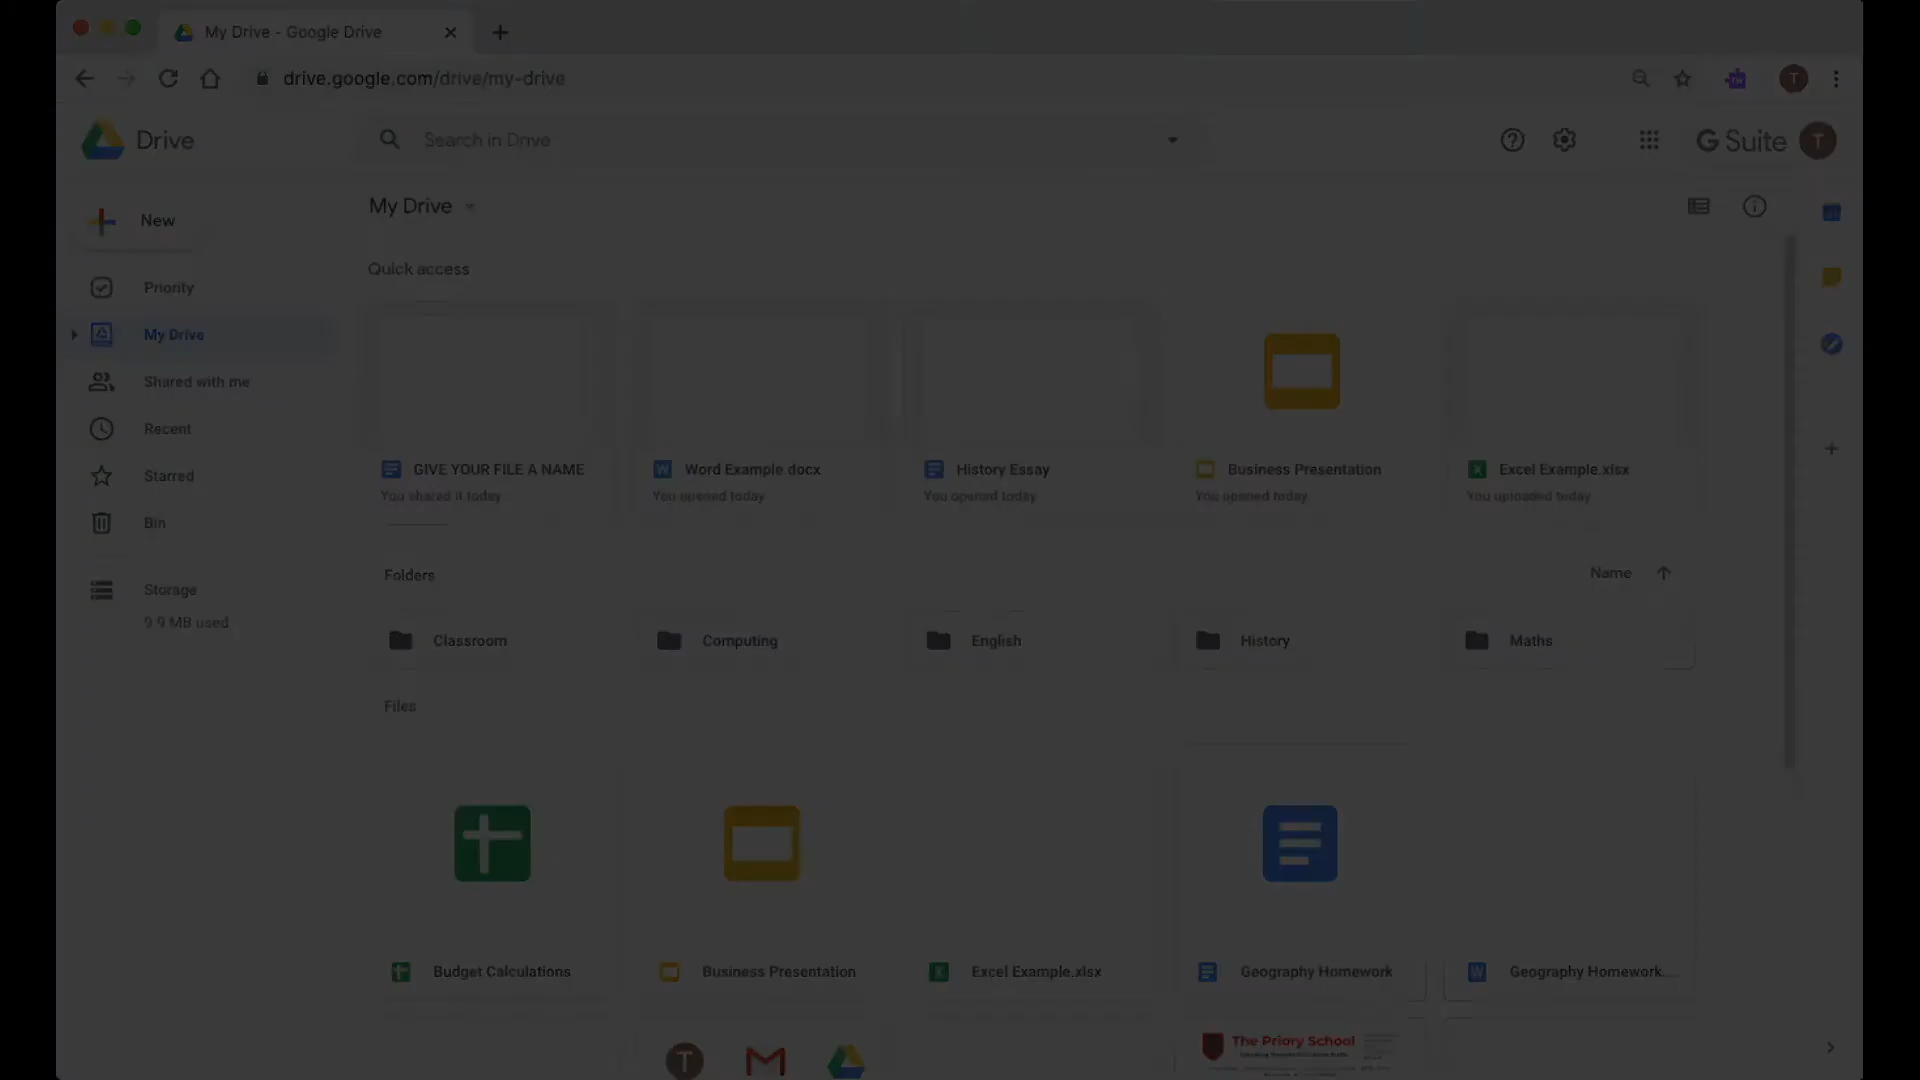 My Drive - Google Drive
drive.google.com/drive/my-drive
Drive
Search in Drive
G Suite
T
My Drive
New
Quick access
Priority
My Drive
Shared with me
Recent
Starred
Bin
Storage
9.9 MB used
GIVE YOUR FILE A NAME
You shared it today
Word Example.docx
You opened today
History Essay
You opened today
Business Presentation
You opened today
Excel Example.xlsx
You uploaded today
Folders
Name
Classroom
Computing
English
History
Maths
Files
Budget Calculations
Business Presentation
Excel Example.xlsx
Geography Homework
Geography Homework...
T
The Priory School